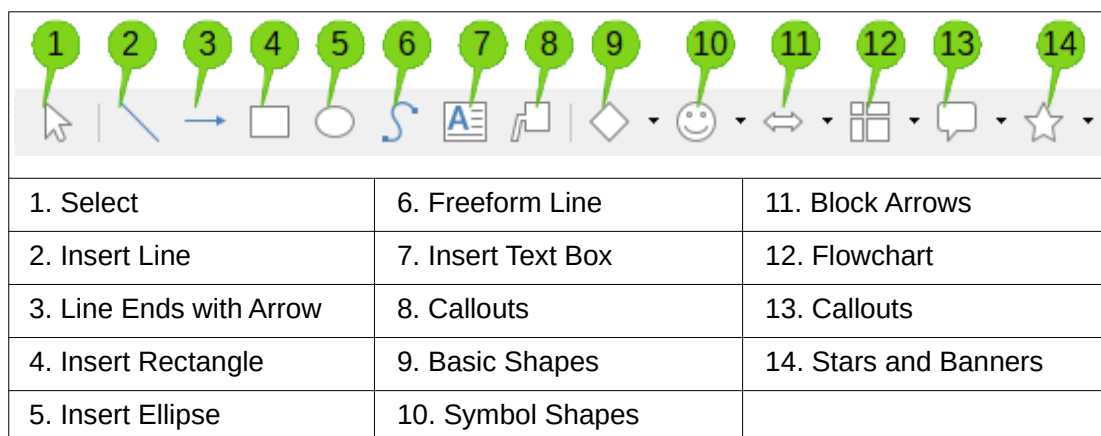 1 2 3 4 5 6 7 8 9 10 11 12 13 14
A
1. Select 6. Freeform Line 11. Block Arrows
2. Insert Line 7. Insert Text Box 12. Flowchart
3. Line Ends with Arrow 8. Callouts 13. Callouts
4. Insert Rectangle 9. Basic Shapes 14. Stars and Banners
5. Insert Ellipse 10. Symbol Shapes